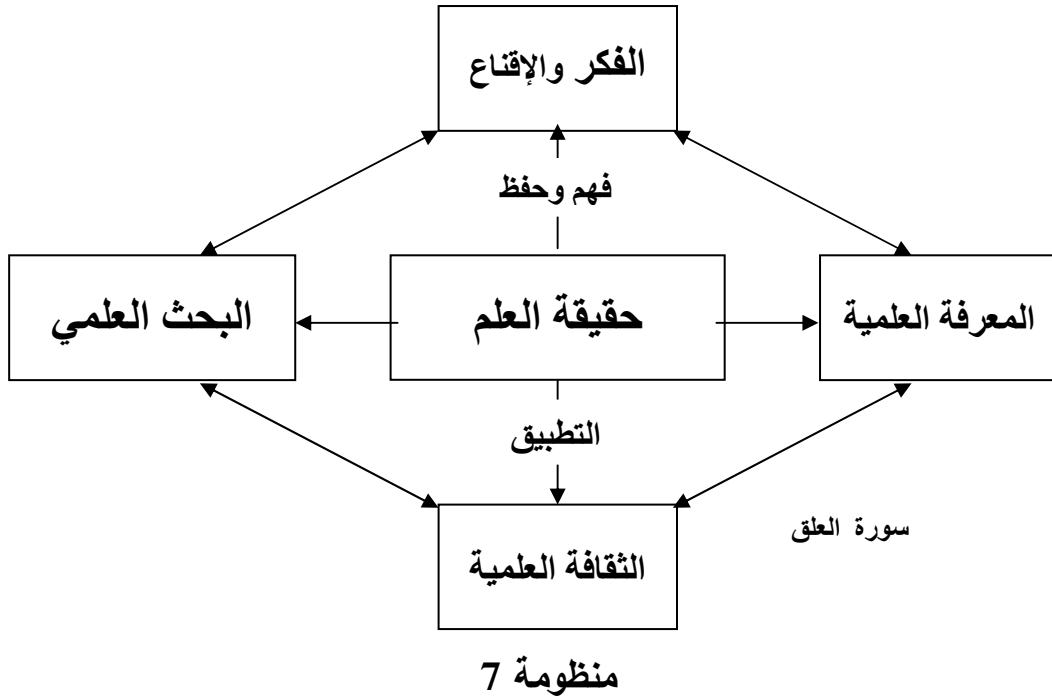 الفكر والإقناع
فهم وحفظ
المعرفة العلمية
حقيقة العلم
البحث العلمي
التطبيق
سورة العلق
الثقافة العلمية
منظومة 7